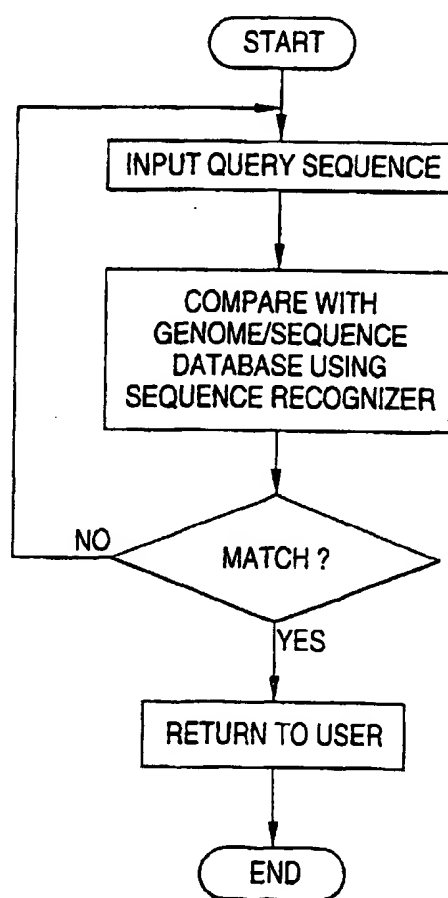 START
INPUT QUERY SEQUENCE
COMPARE WITH
GENOME/SEQUENCE
DATABASE USING
SEQUENCE RECOGNIZER
NO
MATCH ?
YES
RETURN TO USER
END